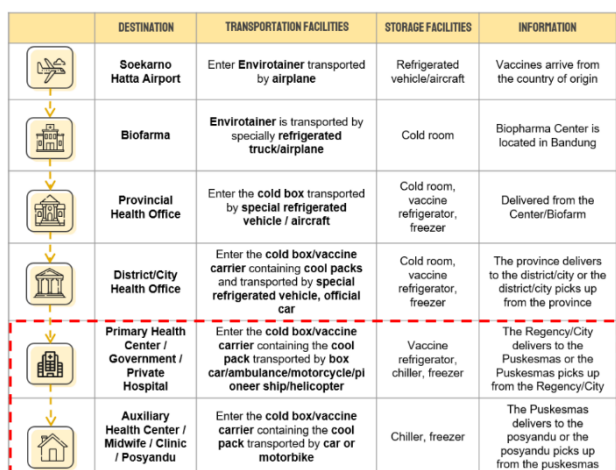 DESTINATION
TRANSPORTATION FACILITIES
STORAGE FACILITIES
INFORMATION
Soekarno
Hatta Airport
Enter Envirotainer transported
by airplane
Refrigerated
vehicle/aircraft
Vaccines arrive from
the country of origin
Biofarma
Envirotainer is transported by
specially refrigerated
truck/airplane
Cold room
Biopharma Center is
located in Bandung
Provincial
Health Office
Enter the cold box transported
by special refrigerated
vehicle / aircraft
Cold room,
vaccine
refrigerator,
freezer
Delivered from the
Center/Biofarm
District/City
Health Office
Enter the cold box/vaccine
carrier containing cool packs
and transported by special
refrigerated vehicle, official
car
Cold room,
vaccine
refrigerator,
freezer
The province delivers
to the district/city or the
district/city picks up
from the province
Primary Health
Center /
Government /
Private
Hospital
Enter the cold box/vaccine
carrier containing the cool
pack transported by box
car/ambulance/motorcycle/pi
oneer ship/helicopter
Vaccine
refrigerator,
chiller, freezer
The Regency/City
delivers to the
Puskesmas or the
Puskesmas picks up
from the Regency/City
Auxiliary
Health Center /
Midwife / Clinic
/ Posyandu
Enter the cold box/vaccine
carrier containing the cool
pack transported by car or
motorbike
Chiller, freezer
The Puskesmas
delivers to the
posyandu or the
posyandu picks up
from the puskesmas